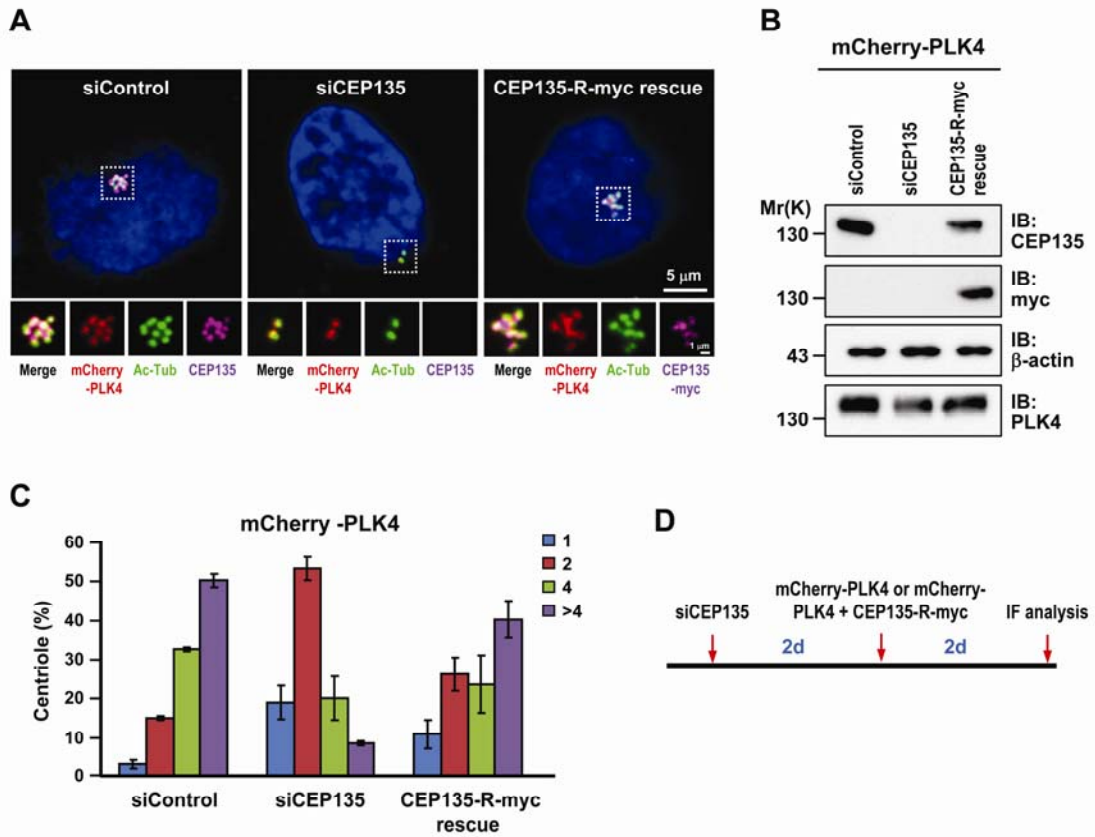 A
siControl
siCEP135
CEP135-R-myc rescue
5 μm
1 μm
Merge
mCherry
-PLK4
Ac-Tub
CEP135
Merge
mCherry
-PLK4
Ac-Tub
CEP135
Merge
mCherry
-PLK4
Ac-Tub
CEP135
-myc
B
mCherry-PLK4
siControl
siCEP135
CEP135-R-myc
rescue
Mr(K)
130
IB:
CEP135
130
IB:
myc
43
IB:
β-actin
130
IB:
PLK4
C
mCherry -PLK4
Centriole (%)
60
50
40
30
20
10
0
1
2
4
>4
siControl
siCEP135
CEP135-R-myc
rescue
D
siCEP135
mCherry-PLK4 or mCherry-
PLK4 + CEP135-R-myc
IF analysis
2d
2d